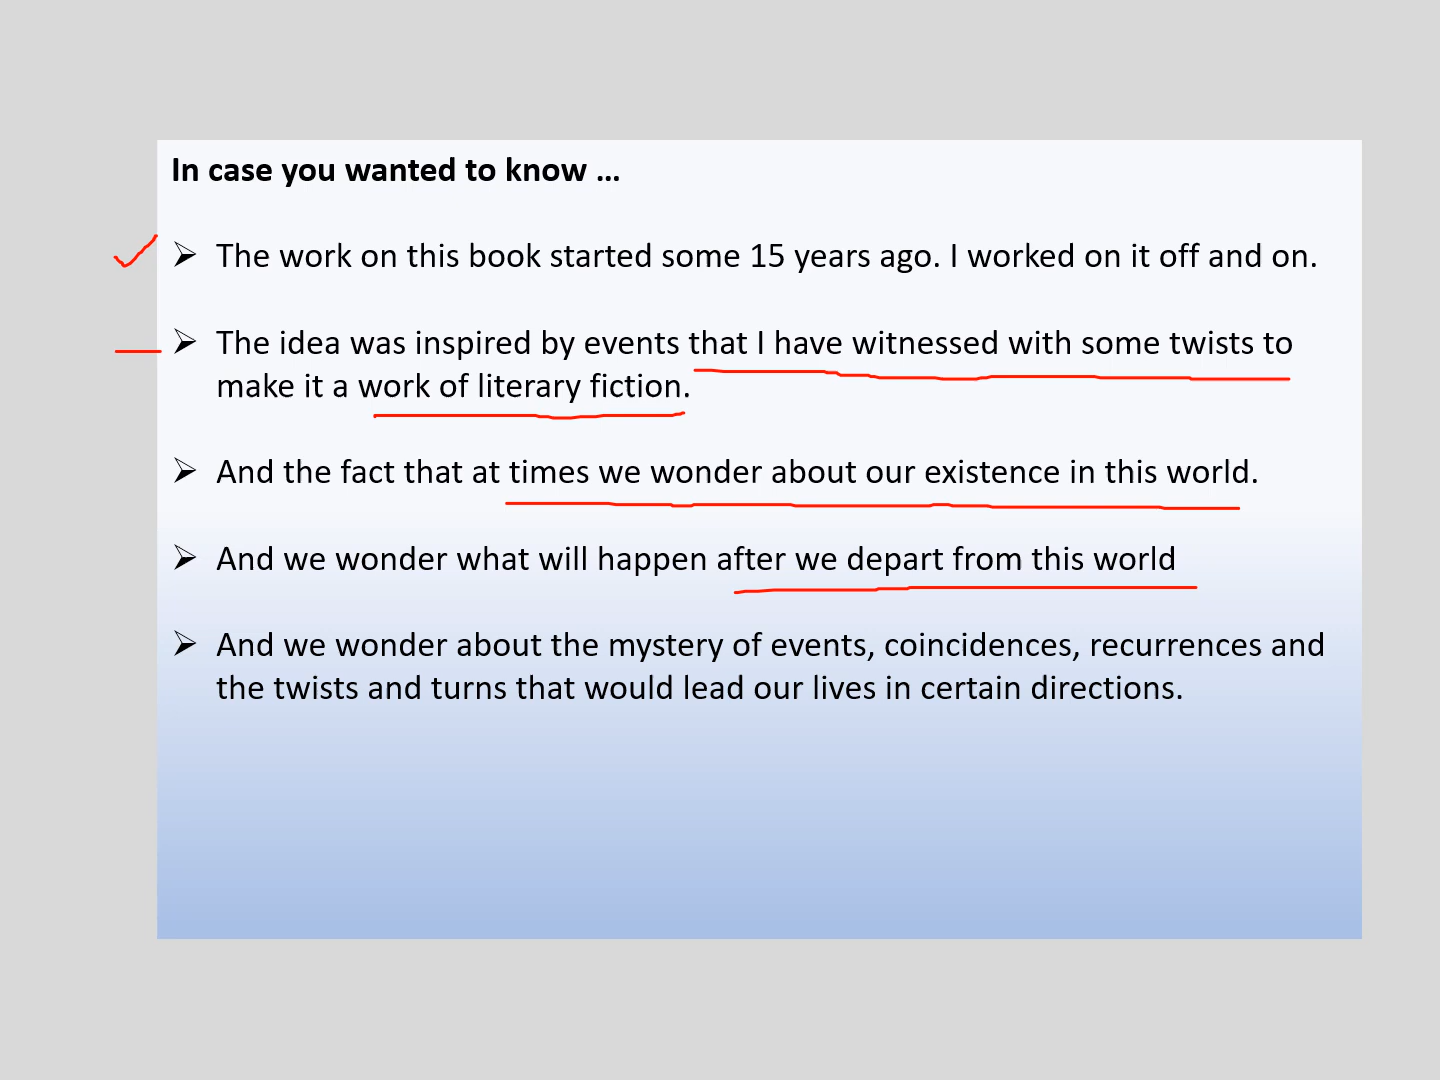 In case you wanted to know ...
➢ The work on this book started some 15 years ago. I worked on it off and on.
➢ The idea was inspired by events that I have witnessed with some twists to
make it a work of literary fiction.
➢ And the fact that at times we wonder about our existence in this world.
➢ And we wonder what will happen after we depart from this world
➢ And we wonder about the mystery of events, coincidences, recurrences and
the twists and turns that would lead our lives in certain directions.